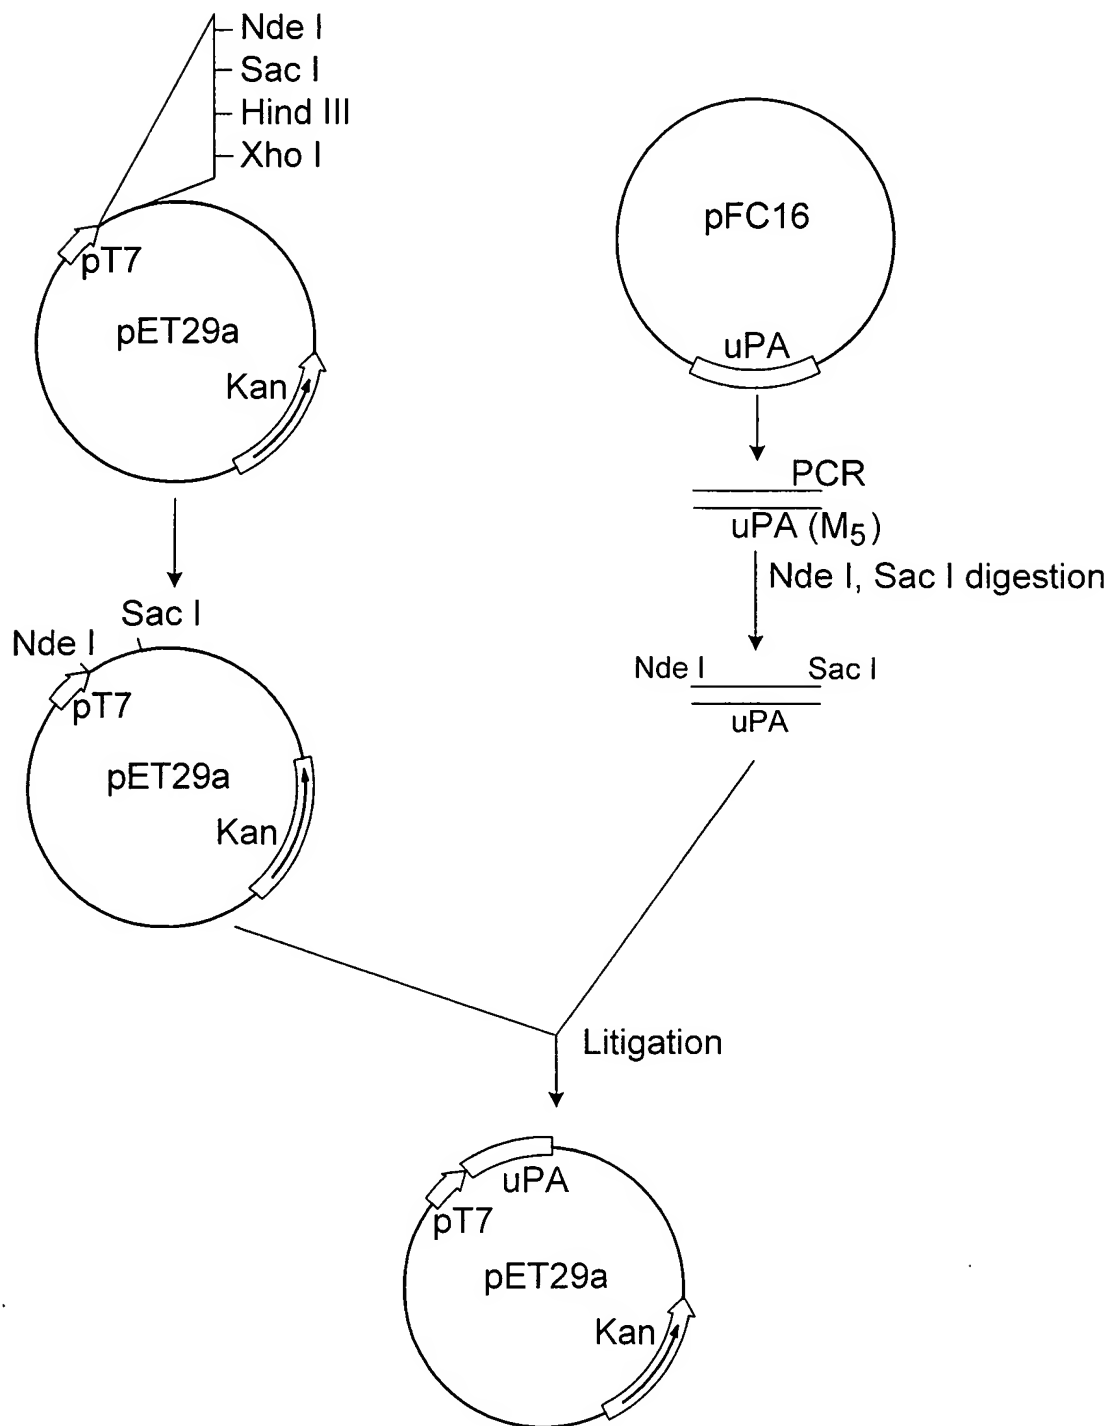 Nde I
Sac I
Hind III
Xho I
pT7
pET29a
Kan
pFC16
uPA
PCR
uPA (M5)
Nde I, Sac I digestion
Sac I
Nde I
pT7
pET29a
Kan
Nde I Sac I
uPA
Litigation
uPA
pT7
pET29a
Kan